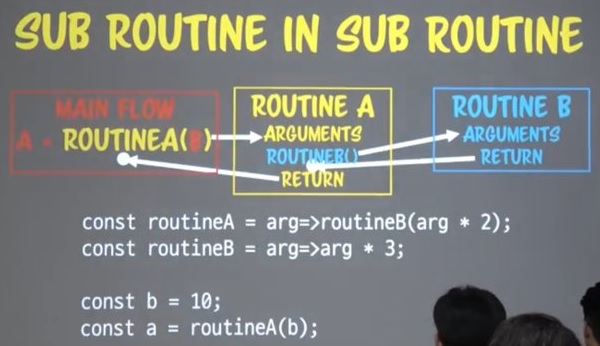 SUB ROUTINE IN SUB ROUTINE
MAIN FLOW
A = ROUTINEA(B)
ROUTINE A
ARGUMENTS
ROUTINEB()
RETURN
ROUTINE B
ARGUMENTS
RETURN
const routineA = arg=>routineB(arg * 2);
const routineB = arg=>arg * 3;
const b = 10;
const a = routineA(b);